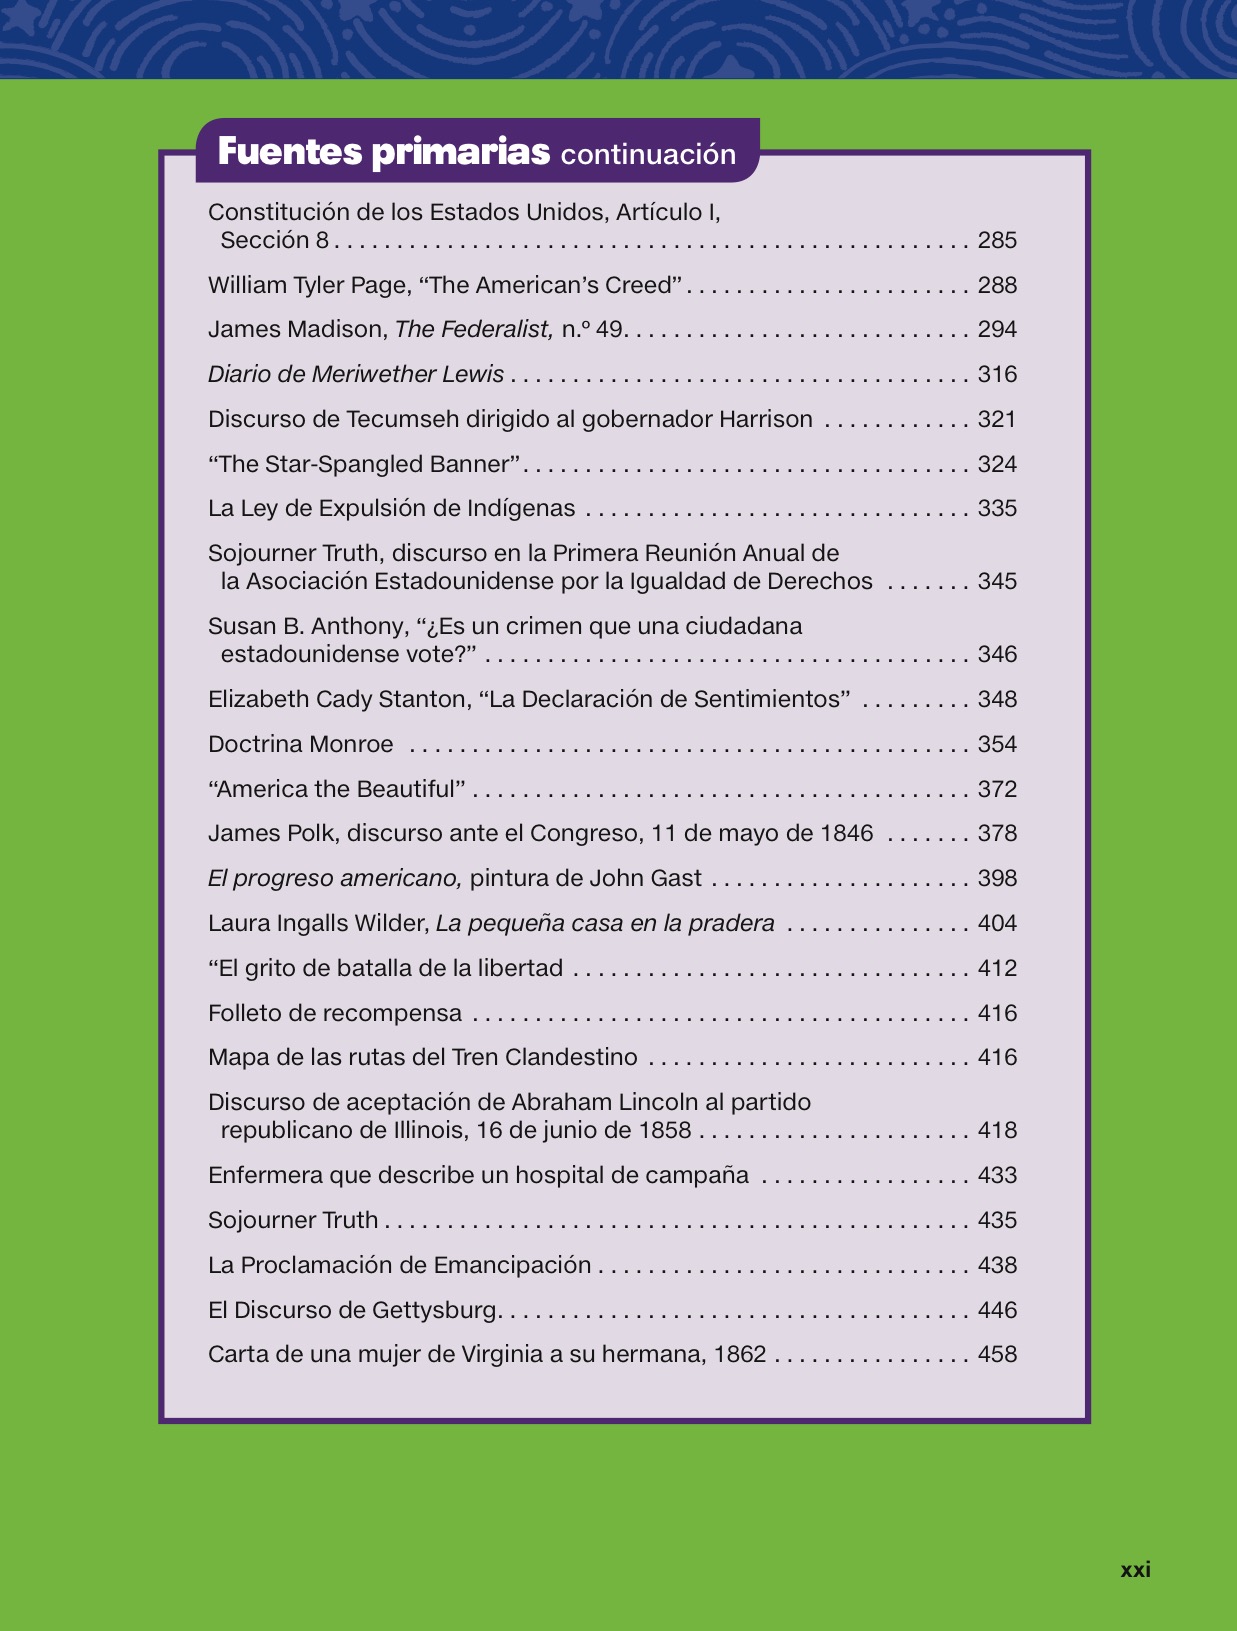 Fuentes primarias continuación
Constitución de los Estados Unidos, Artículo I,
Sección 8 . . . . . . . . . . . . . . . . . . . . . . . . . . . . . . . . . . . . . . . . . . . . . . . . . . . 285
William Tyler Page, “The American’s Creed” . . . . . . . . . . . . . . . . . . . . . . . 288
James Madison, The Federalist, n.º 49. . . . . . . . . . . . . . . . . . . . . . . . . . . . 294
Diario de Meriwether Lewis . . . . . . . . . . . . . . . . . . . . . . . . . . . . . . . . . . . . . 316
Discurso de Tecumseh dirigido al gobernador Harrison . . . . . . . . . . . . 321
“The Star-Spangled Banner” . . . . . . . . . . . . . . . . . . . . . . . . . . . . . . . . . . . . 324
La Ley de Expulsión de Indígenas . . . . . . . . . . . . . . . . . . . . . . . . . . . . . . . 335
Sojourner Truth, discurso en la Primera Reunión Anual de
la Asociación Estadounidense por la Igualdad de Derechos . . . . . . . 345
Susan B. Anthony, “¿Es un crimen que una ciudadana
estadounidense vote?” . . . . . . . . . . . . . . . . . . . . . . . . . . . . . . . . . . . . . . . 346
Elizabeth Cady Stanton, “La Declaración de Sentimientos” . . . . . . . . . 348
Doctrina Monroe . . . . . . . . . . . . . . . . . . . . . . . . . . . . . . . . . . . . . . . . . . . . . 354
“America the Beautiful” . . . . . . . . . . . . . . . . . . . . . . . . . . . . . . . . . . . . . . . . 372
James Polk, discurso ante el Congreso, 11 de mayo de 1846 . . . . . . . 378
El progreso americano, pintura de John Gast . . . . . . . . . . . . . . . . . . . . . 398
Laura Ingalls Wilder, La pequeña casa en la pradera . . . . . . . . . . . . . . . 404
“El grito de batalla de la libertad . . . . . . . . . . . . . . . . . . . . . . . . . . . . . . . . 412
Folleto de recompensa . . . . . . . . . . . . . . . . . . . . . . . . . . . . . . . . . . . . . . . . 416
Mapa de las rutas del Tren Clandestino . . . . . . . . . . . . . . . . . . . . . . . . . . 416
Discurso de aceptación de Abraham Lincoln al partido
republicano de Illinois, 16 de junio de 1858 . . . . . . . . . . . . . . . . . . . . . . 418
Enfermera que describe un hospital de campaña . . . . . . . . . . . . . . . . . 433
Sojourner Truth . . . . . . . . . . . . . . . . . . . . . . . . . . . . . . . . . . . . . . . . . . . . . . . 435
La Proclamación de Emancipación . . . . . . . . . . . . . . . . . . . . . . . . . . . . . . 438
El Discurso de Gettysburg. . . . . . . . . . . . . . . . . . . . . . . . . . . . . . . . . . . . . . 446
Carta de una mujer de Virginia a su hermana, 1862 . . . . . . . . . . . . . . . . 458
xxi